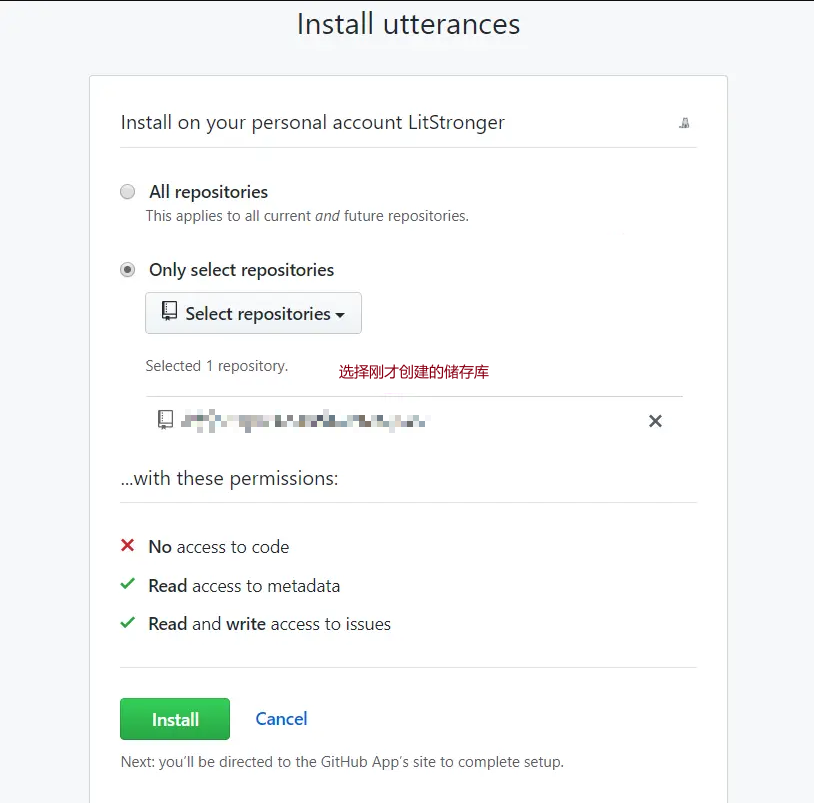 Install utterances
Install on your personal account LitStronger
All repositories
This applies to all current and future repositories.
Only select repositories
Select repositories
Selected 1 repository.
选择刚才创建的储存库
...with these permissions:
No access to code
Read access to metadata
Read and write access to issues
Install Cancel
Next: you'll be directed to the GitHub App's site to complete setup.